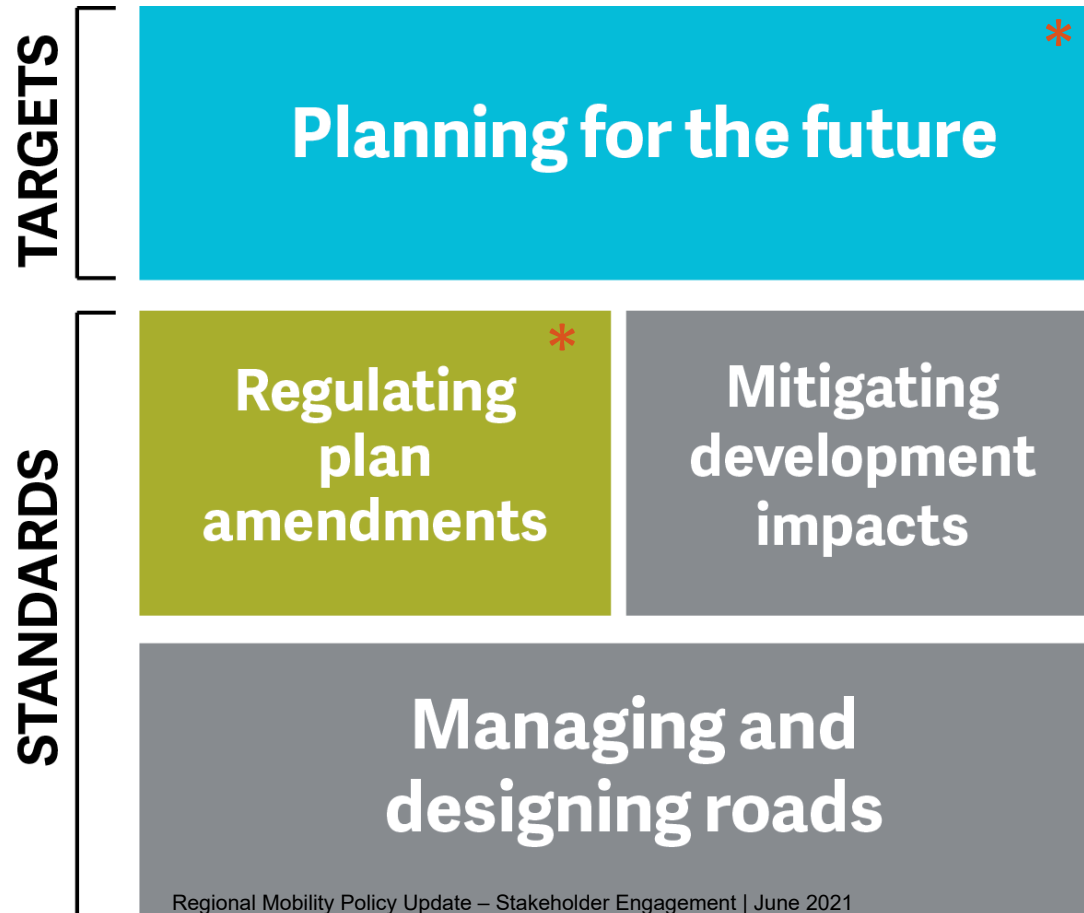 TARGETS
*
Planning for the future
STANDARDS
*
Regulating
plan
amendments
Mitigating
development
impacts
Managing and
designing roads
Regional Mobility Policy Update – Stakeholder Engagement | June 2021